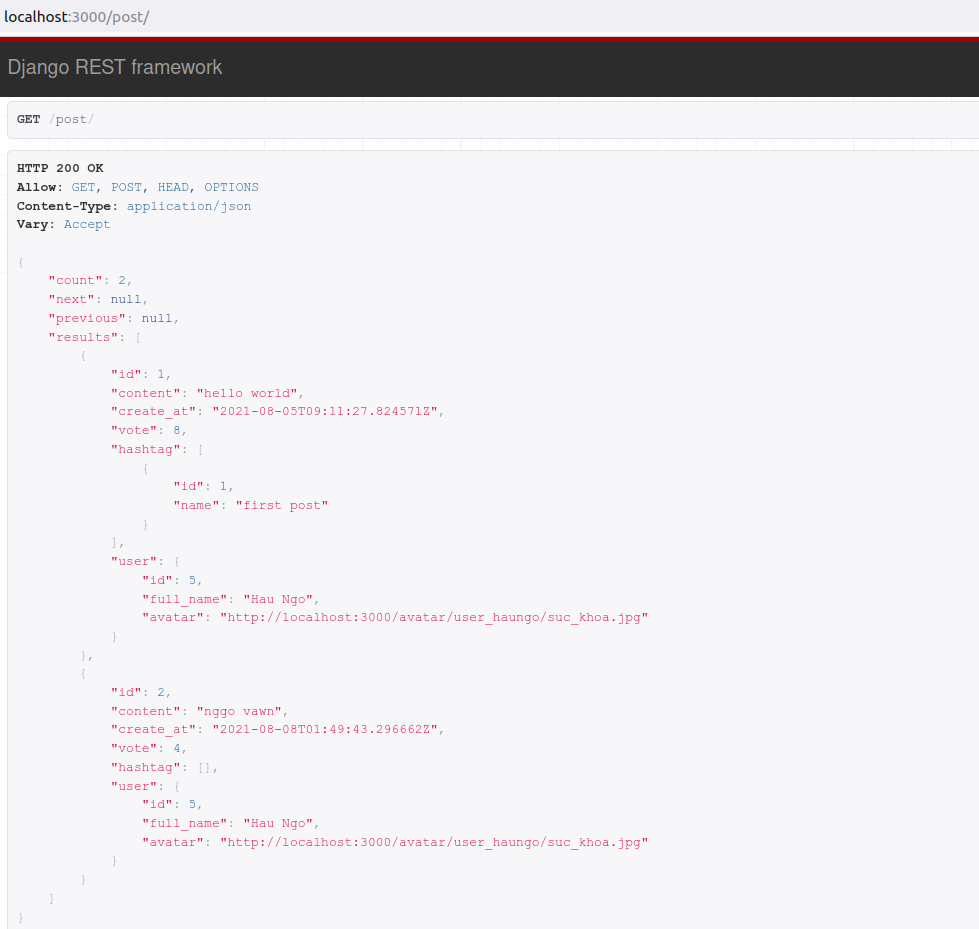 localhost:3000/post/
Django REST framework
GET /post/
HTTP 200 OK
Allow: GET, POST, HEAD, OPTIONS
Content-Type: application/json
Vary: Accept
{
    "count": 2,
    "next": null,
    "previous": null,
    "results": [
        {
            "id": 1,
            "content": "hello world",
            "create_at": "2021-08-05T09:11:27.824571Z",
            "vote": 8,
            "hashtag": [
                {
                    "id": 1,
                    "name": "first post"
                }
            ],
            "user": {
                "id": 5,
                "full_name": "Hau Ngo",
                "avatar": "http://localhost:3000/avatar/user_haungo/suc_khoa.jpg"
            }
        },
        {
            "id": 2,
            "content": "nggo vawn",
            "create_at": "2021-08-08T01:49:43.296662Z",
            "vote": 4,
            "hashtag": [],
            "user": {
                "id": 5,
                "full_name": "Hau Ngo",
                "avatar": "http://localhost:3000/avatar/user_haungo/suc_khoa.jpg"
            }
        }
    ]
}